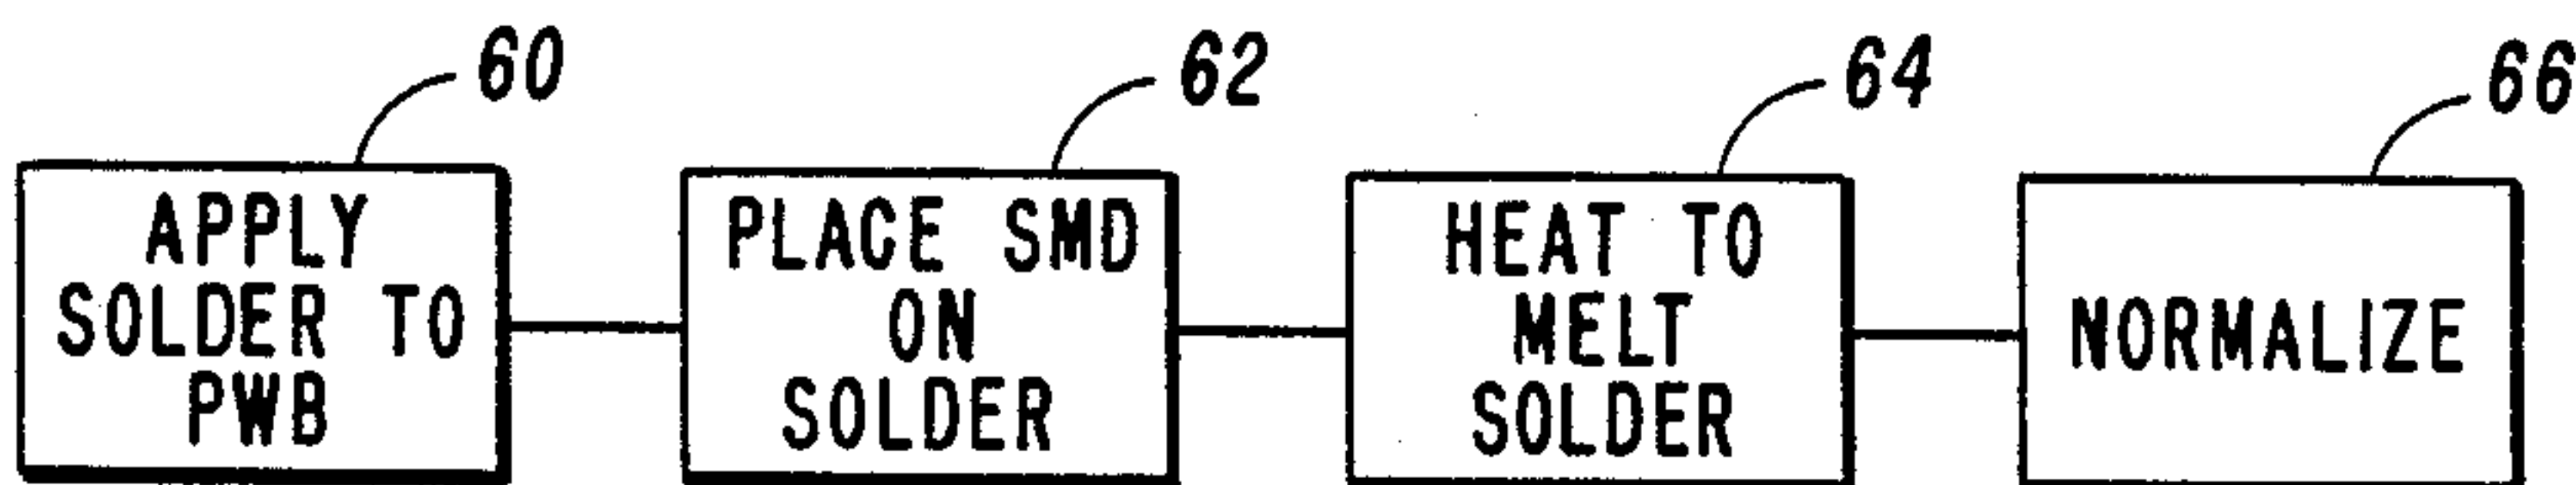 60
62
64
66
APPLY
SOLDER TO
PWB
PLACE SMD
ON
SOLDER
HEAT TO
MELT
SOLDER
NORMALIZE